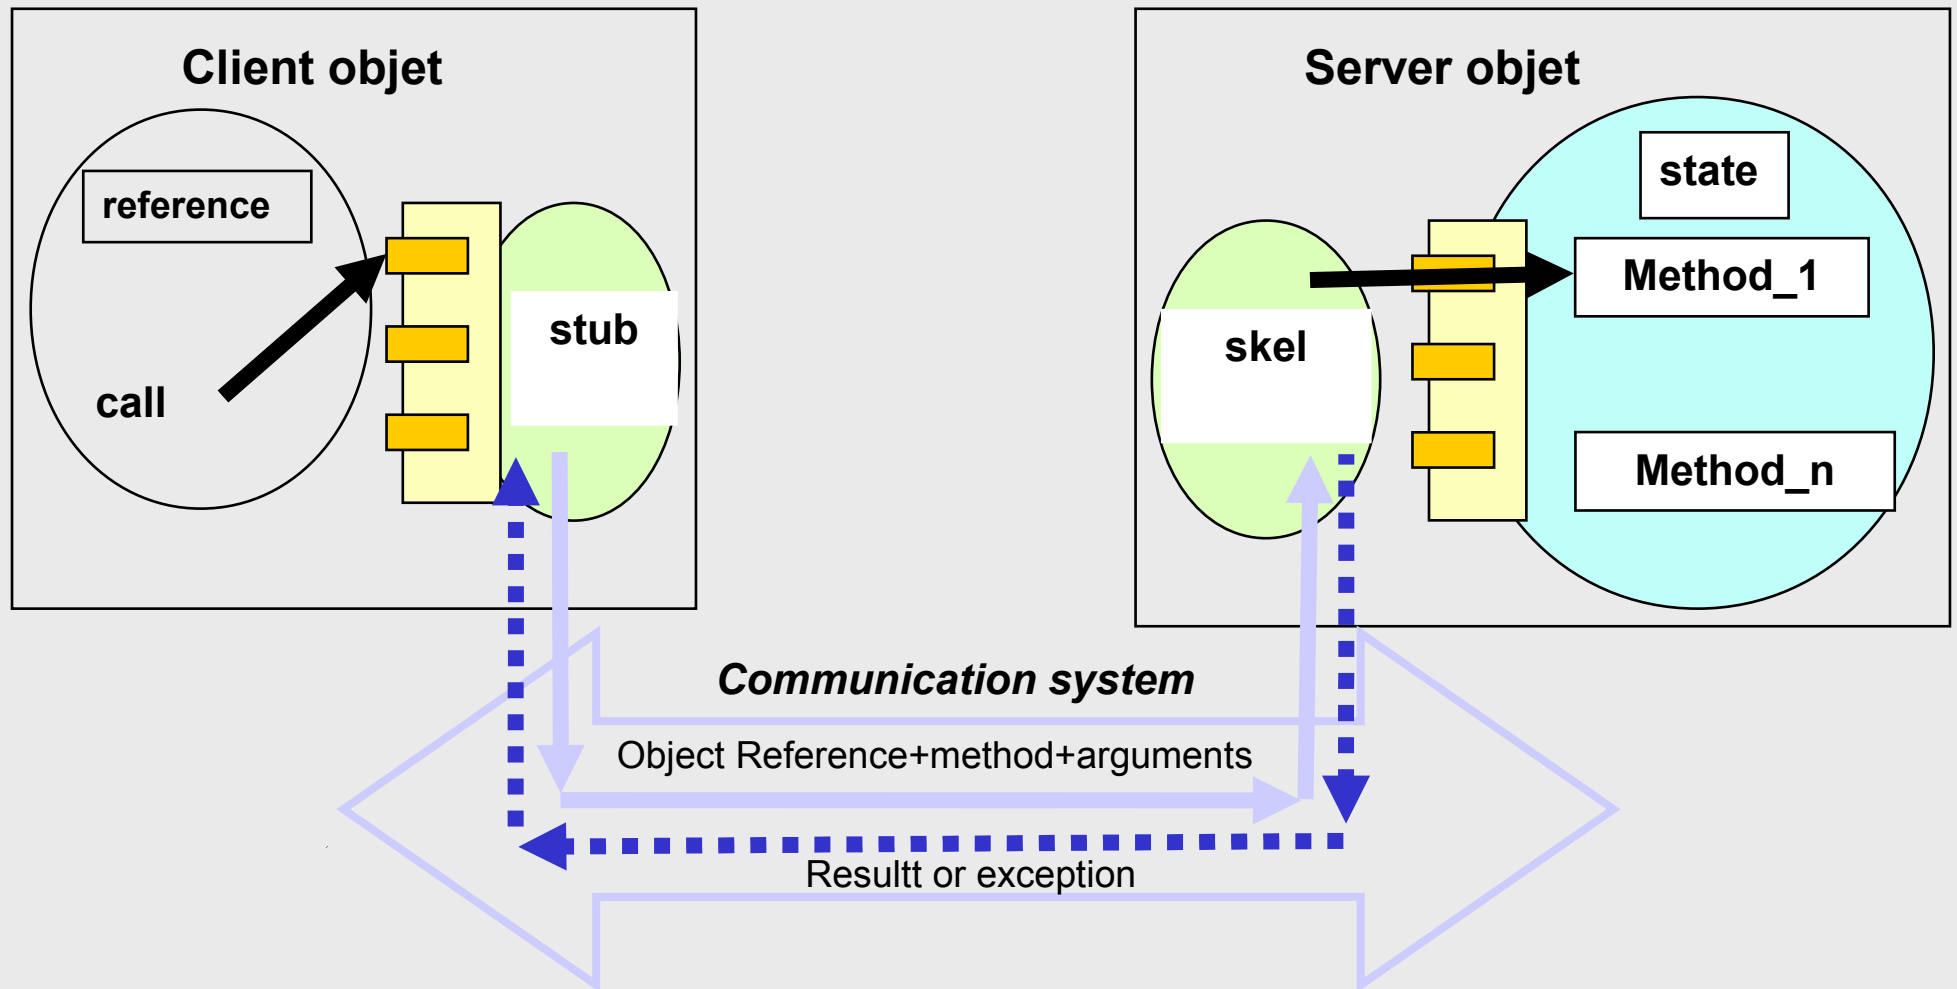 Client objet
reference
call
stub
Server objet
state
Method_1
skel
Method_n
Communication system
Object Reference+method+arguments
Resultt or exception